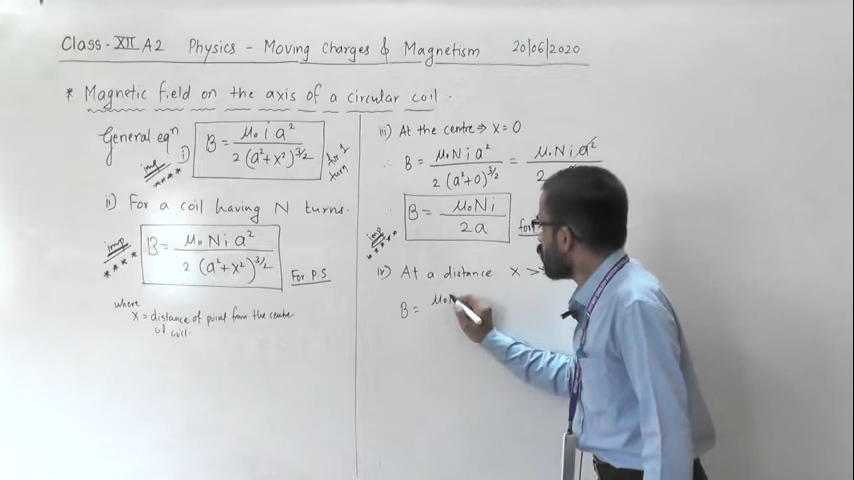 Class-XII A2 Physics - Moving Charges & Magnetism 20/06/2020
* Magnetic field on the axis of a circular coil.
General eqⁿ
imp
****
i) B = μ₀ i a² / 2(a²+x²)^3/2
for 1
turn
ii) For a coil having N turns.
imp
****
B = μ₀ N i a² / 2(a²+x²)^3/2
For P.S
where
x = distance of point from the centre
of coil.
iii) At the centre ⇒ x = 0
∴ B = μ₀ N i a² / 2(a²+0)^3/2 = μ₀ N i a² / 2
imp
****
∴ B = μ₀ N i / 2a
for
iv) At a distance x >
B = μ₀ N